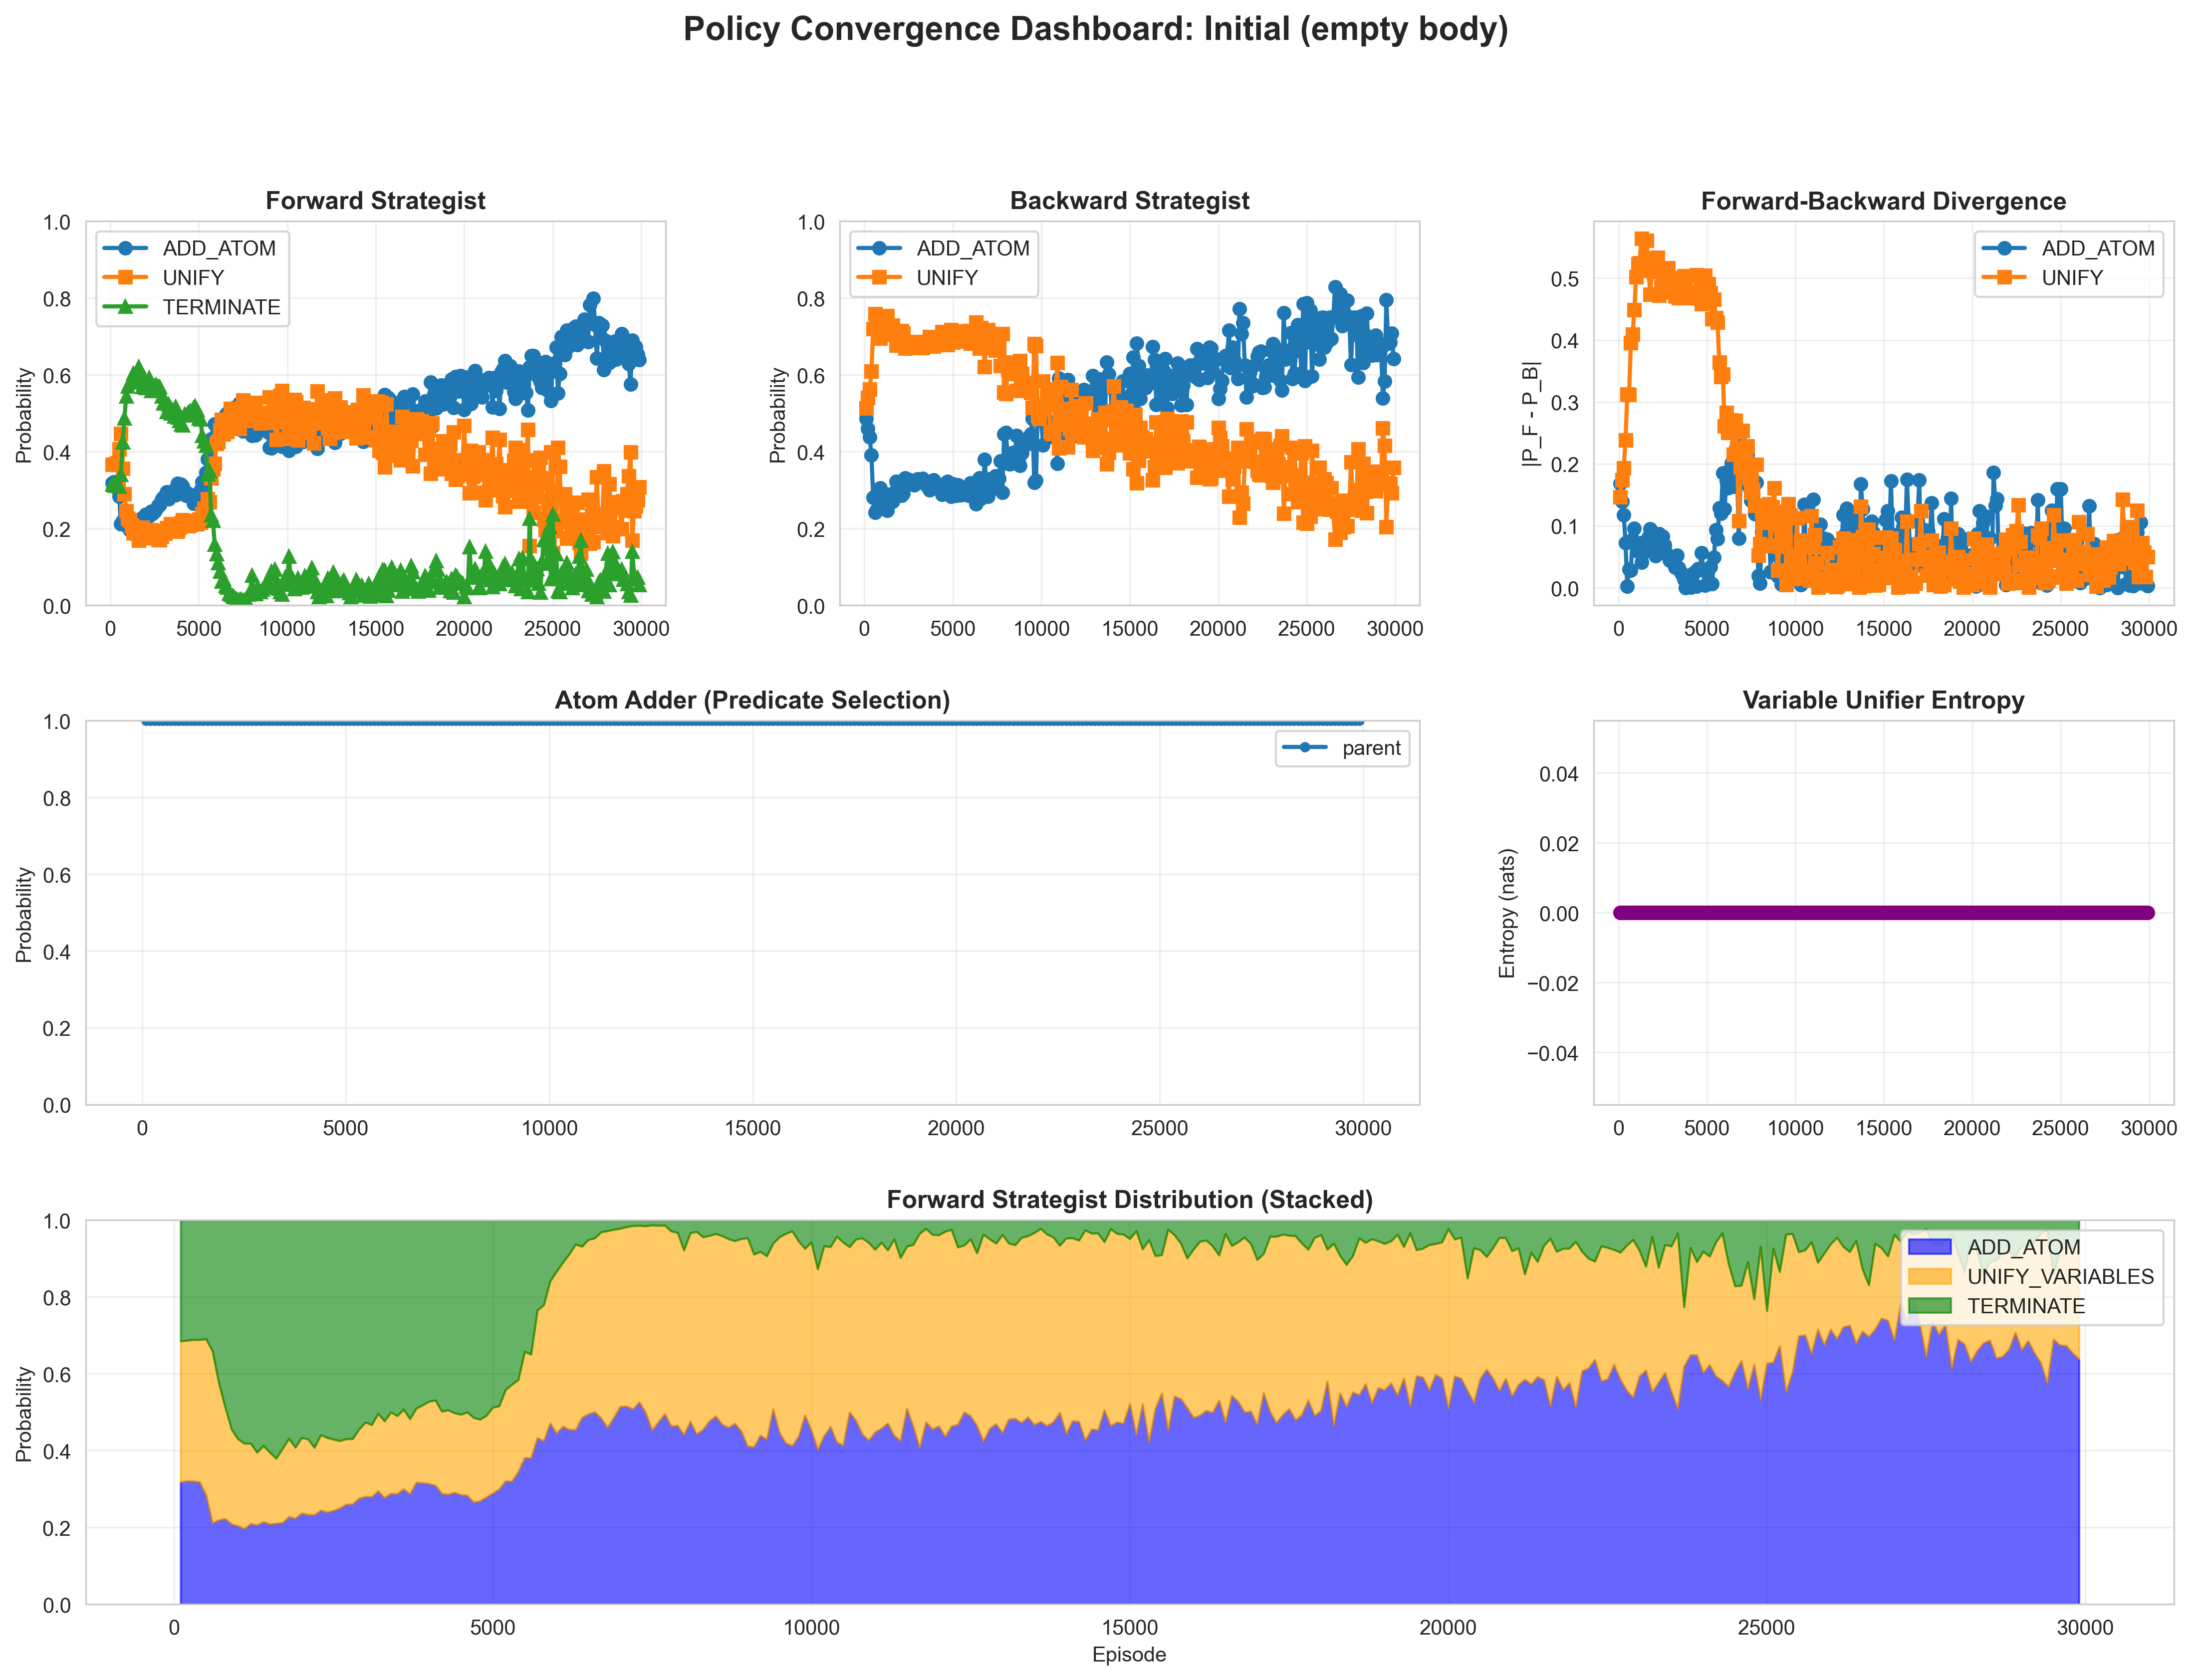 Policy Convergence Dashboard: Initial (empty body)
Forward Strategist
1.0
0.8
0.6
0.4
0.2
0.0
Probability
ADD_ATOM
UNIFY
TERMINATE
0 5000 10000 15000 20000 25000 30000
Backward Strategist
1.0
0.8
0.6
0.4
0.2
0.0
Probability
ADD_ATOM
UNIFY
0 5000 10000 15000 20000 25000 30000
Forward-Backward Divergence
0.5
0.4
0.3
0.2
0.1
0.0
|P_F - P_B|
ADD_ATOM
UNIFY
0 5000 10000 15000 20000 25000 30000
Atom Adder (Predicate Selection)
1.0
0.8
0.6
0.4
0.2
0.0
Probability
parent
0 5000 10000 15000 20000 25000 30000
Variable Unifier Entropy
0.04
0.02
0.00
−0.02
−0.04
Entropy (nats)
0 5000 10000 15000 20000 25000 30000
Forward Strategist Distribution (Stacked)
1.0
0.8
0.6
0.4
0.2
0.0
Probability
ADD_ATOM
UNIFY_VARIABLES
TERMINATE
0 5000 10000 15000 20000 25000 30000
Episode